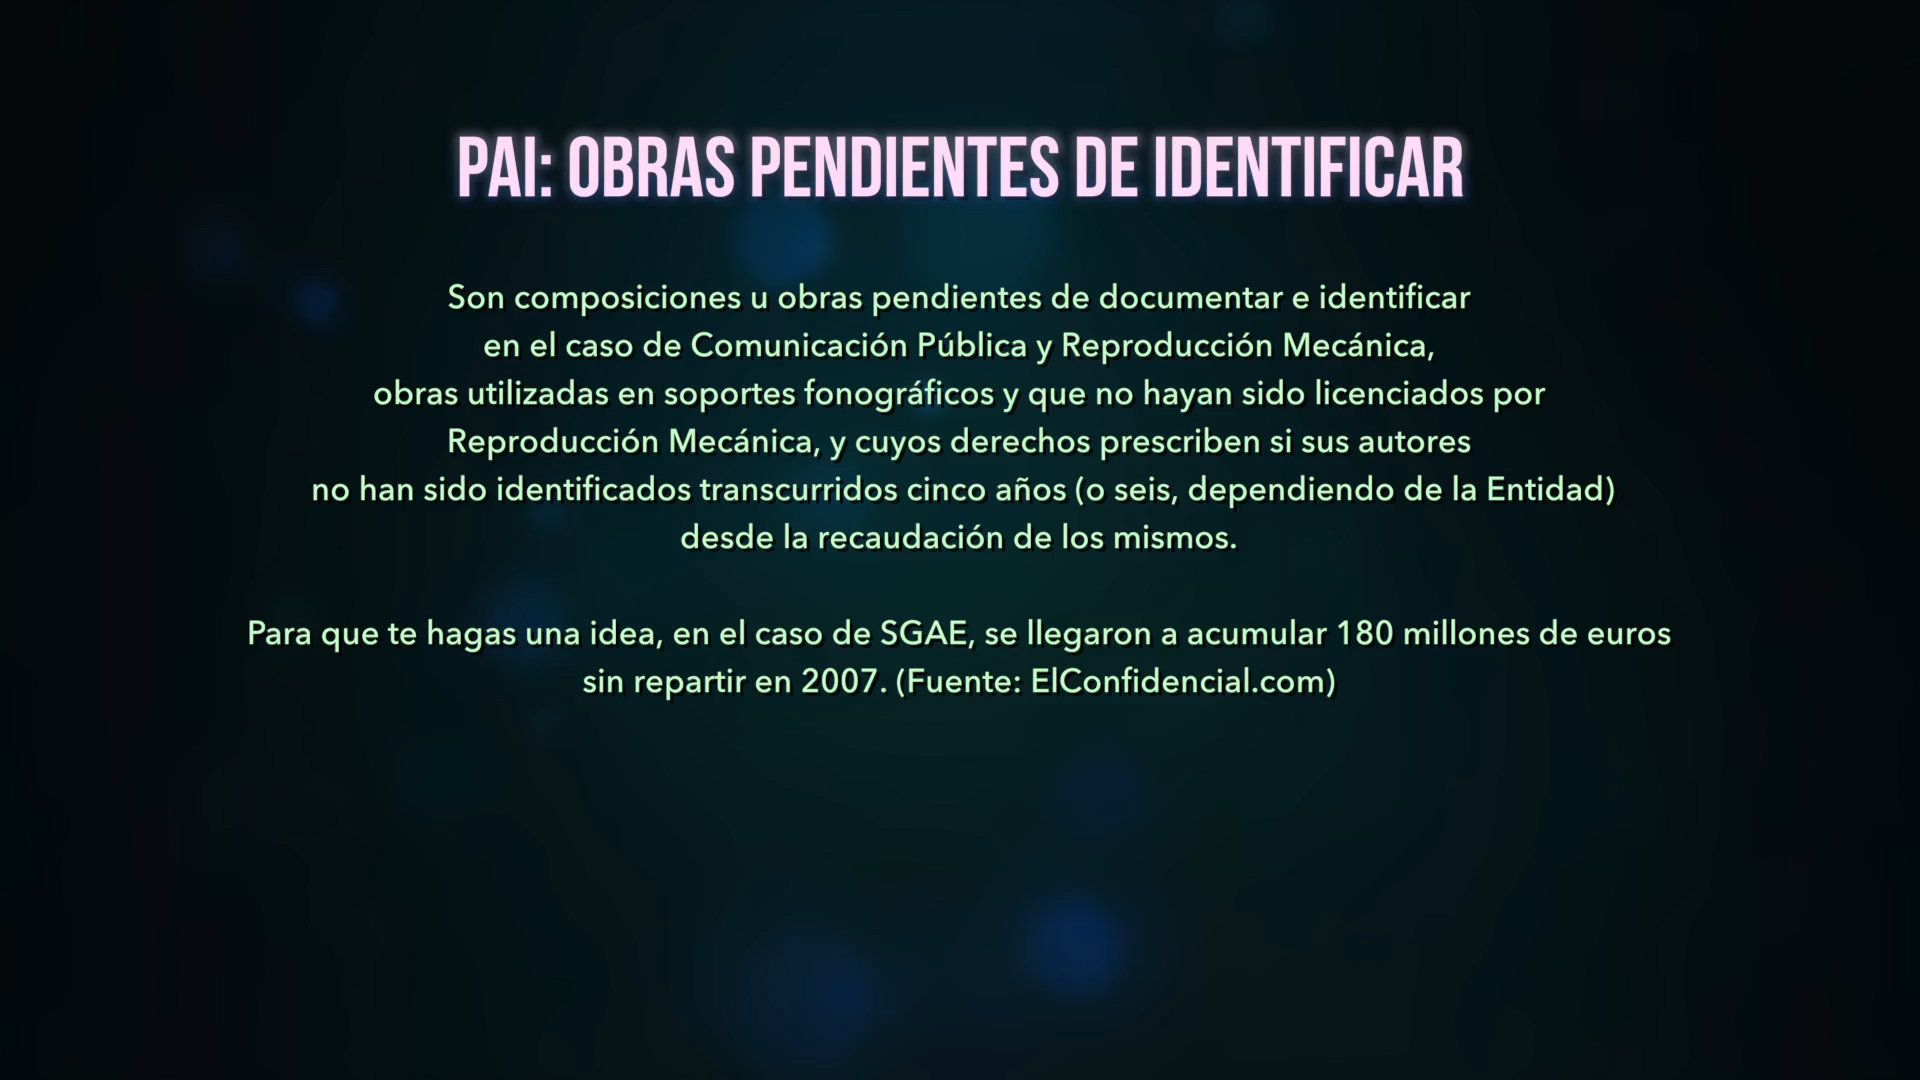 PAI: OBRAS PENDIENTES DE IDENTIFICAR
Son composiciones u obras pendientes de documentar e identificar
en el caso de Comunicación Pública y Reproducción Mecánica,
obras utilizadas en soportes fonográficos y que no hayan sido licenciados por
Reproducción Mecánica, y cuyos derechos prescriben si sus autores
no han sido identificados transcurridos cinco años (o seis, dependiendo de la Entidad)
desde la recaudación de los mismos.
Para que te hagas una idea, en el caso de SGAE, se llegaron a acumular 180 millones de euros
sin repartir en 2007. (Fuente: ElConfidencial.com)